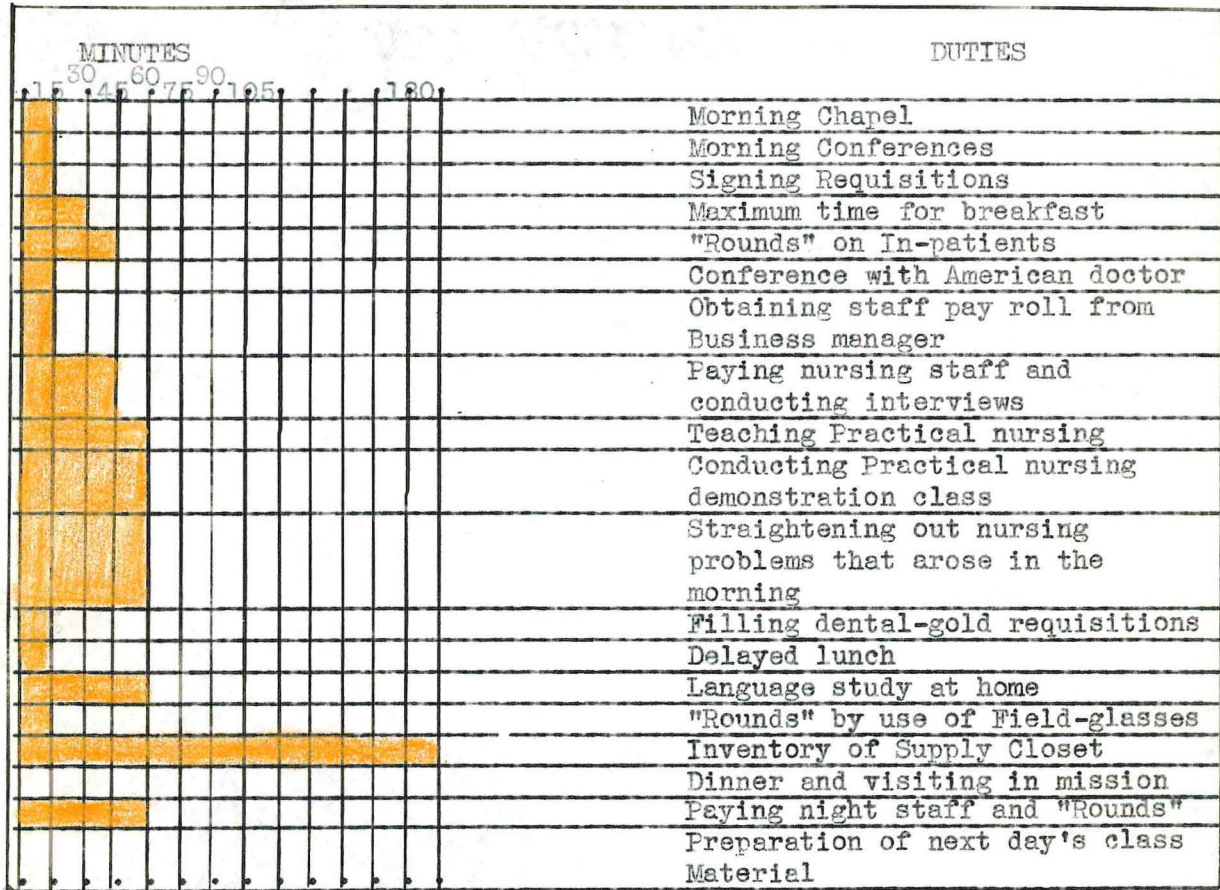 MINUTES DUTIES
15 30 45 60 75 90 105 180
Morning Chapel
Morning Conferences
Signing Requisitions
Maximum time for breakfast
"Rounds" on In-patients
Conference with American doctor
Obtaining staff pay roll from
Business manager
Paying nursing staff and
conducting interviews
Teaching Practical nursing
Conducting Practical nursing
demonstration class
Straightening out nursing
problems that arose in the
morning
Filling dental-gold requisitions
Delayed lunch
Language study at home
"Rounds" by use of Field-glasses
Inventory of Supply Closet
Dinner and visiting in mission
Paying night staff and "Rounds"
Preparation of next day's class
Material